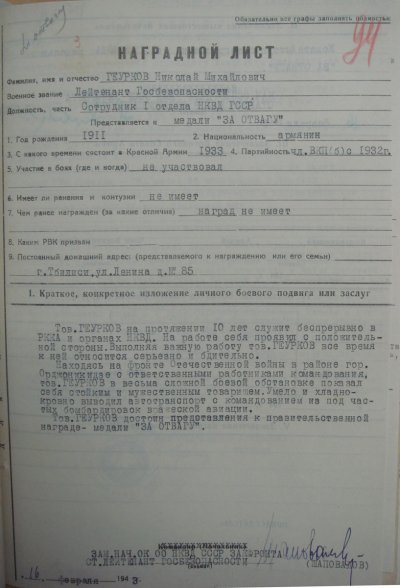 Обязательно все графы заполнять полностью
94
НАГРАДНОЙ ЛИСТ
Фамилия, имя и отчество ГЕУРКОВ Николай Михайлович
Военное звание Лейтенант Госбезопасности
Должность, часть Сотрудник I отдела НКВД ГССР
Представляется к медали "ЗА ОТВАГУ"
1. Год рождения 1911 2. Национальность армянин
3. С какого времени состоит в Красной Армии 1933 4. Партийность чл.ВКП(б)с 1932г.
5. Участие в боях (где и когда) не участвовал
6. Имеет ли ранения и контузии не имеет
7. Чем ранее награжден (за какие отличия) наград не имеет
8. Каким РВК призван
9. Постоянный домашний адрес: (представляемого к награждению или его семьи)
г.Тбилиси,ул.Ленина д.№ 85
I. Краткое, конкретное изложение личного боевого подвига или заслуг
Тов.ГЕУРКОВ на протяжении 10 лет служит беспрерывно в
РККА и органах НКВД. На работе себя проявил с положитель-
ной стороны.Выполняя важную работу тов.ГЕУРКОВ все время
к ней относится серьезно и бдительно.
Находясь на фронте Отечественной войны в районе гор.
Орджоникидзе с ответственными работниками командования,
тов.ГЕУРКОВ в весьма сложной боевой обстановке показал
себя стойким и мужественным товарищем.Умело и хладно-
кровно выводил автотранспорт с командованием из под час-
тых бомбардировок вражеской авиации.
Тов.ГЕУРКОВ достоин представления к правительственной
награде- медали "ЗА ОТВАГУ".
ЗАМ.НАЧ.ОК ОО НКВД СССР ЗАКФРОНТА
СТ.ЛЕЙТЕНАНТ ГОСБЕЗОПАСНОСТИ
(ШАПОВАЛОВ)
"16" февраля 1943г.